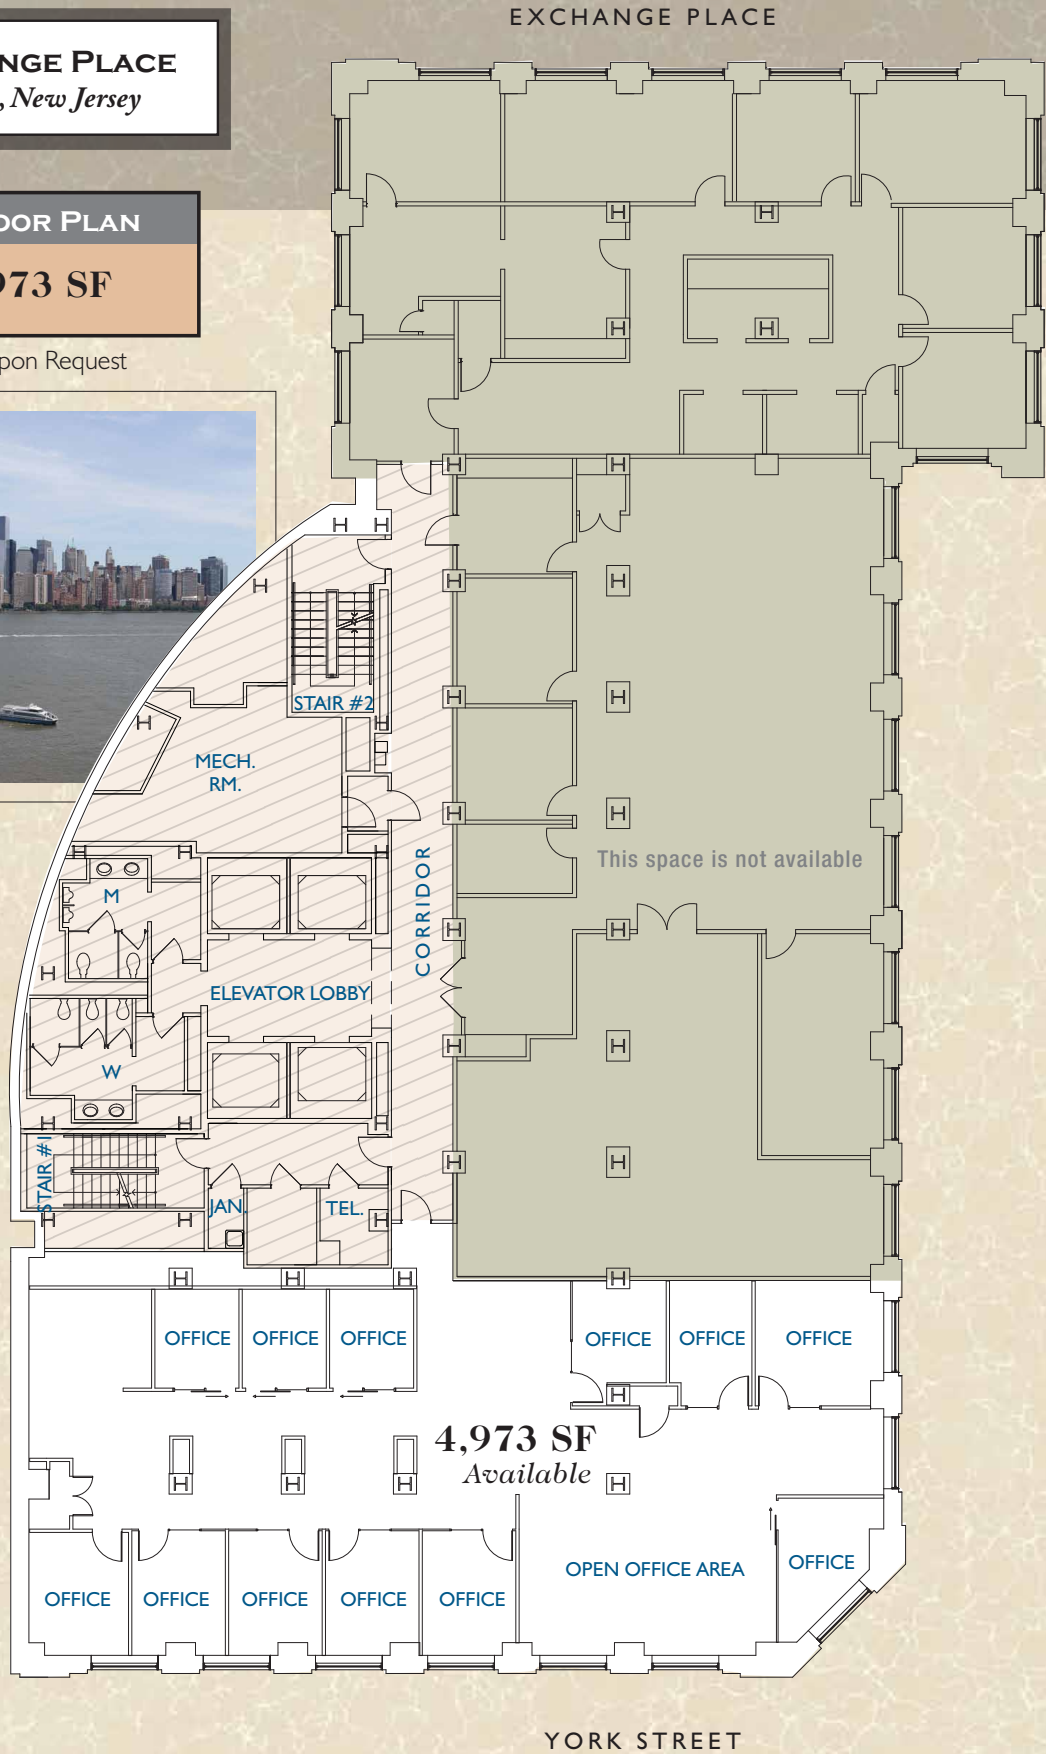 EXCHANGE PLACE
NGE PLACE
, New Jersey
OOR PLAN
973 SF
pon Request
STAIR #2
MECH.
RM.
CORRIDOR
This space is not available
M
ELEVATOR LOBBY
W
STAIR #1
JAN.
TEL.
OFFICE OFFICE OFFICE OFFICE OFFICE OFFICE
4,973 SF
Available
OPEN OFFICE AREA
OFFICE
OFFICE OFFICE OFFICE OFFICE OFFICE
YORK STREET